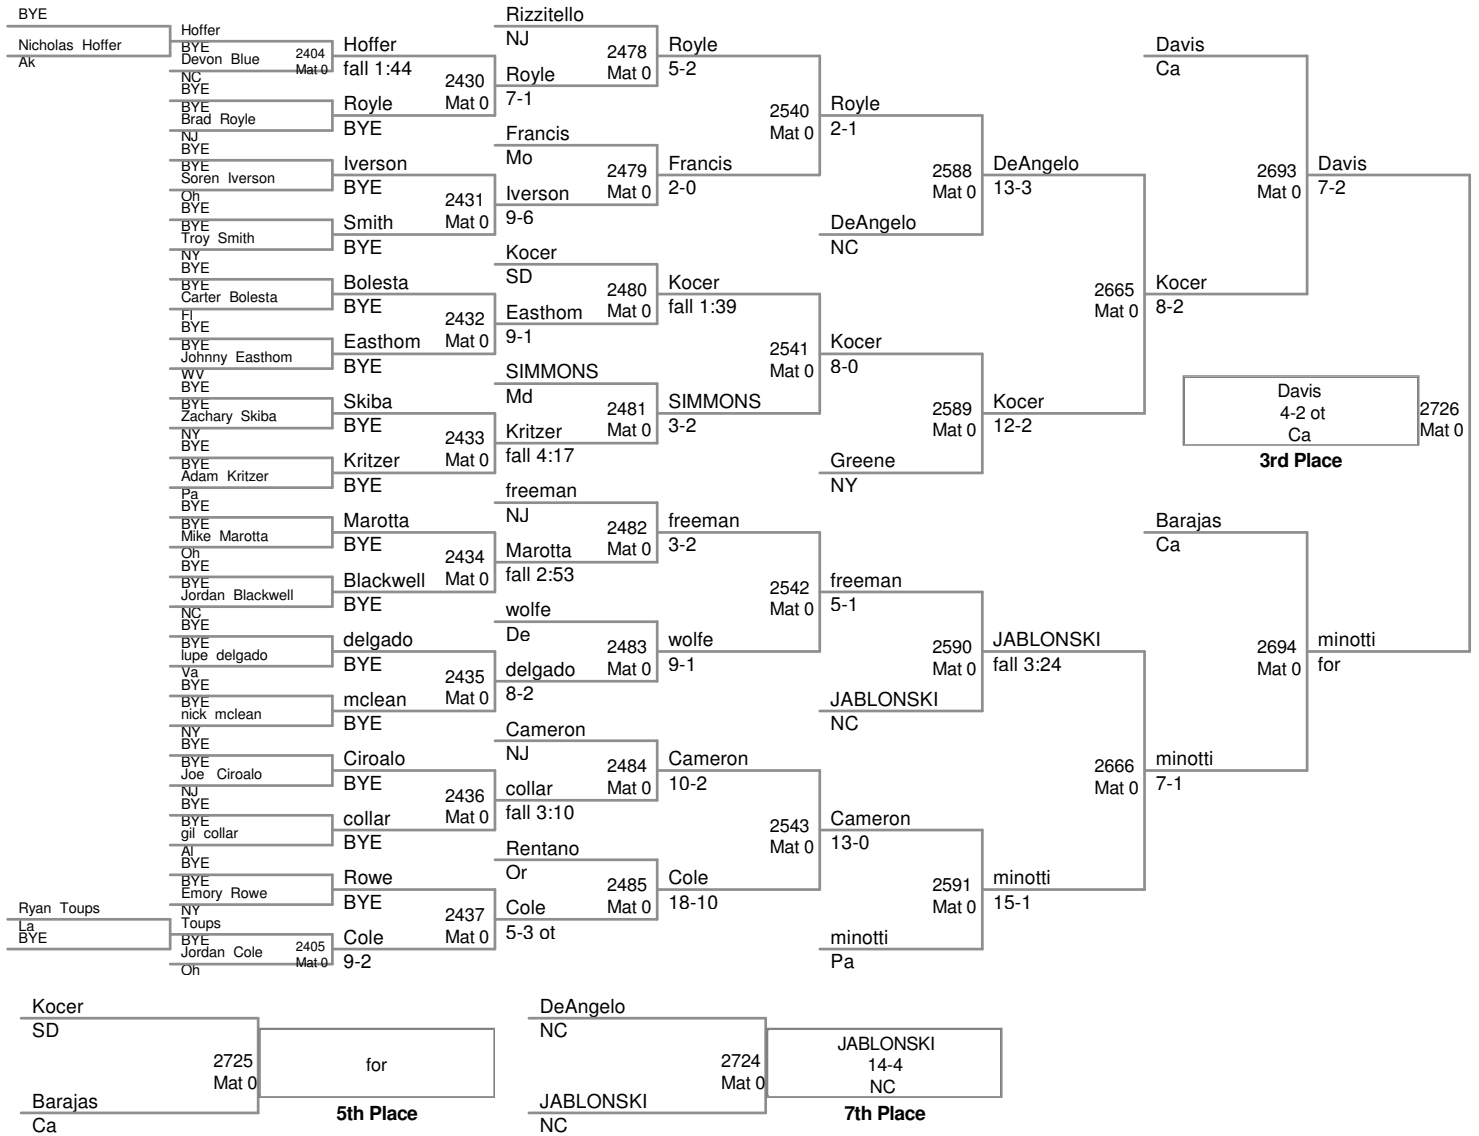 BYE
Nicholas Hoffer
Ak
Hoffer
BYE
Devon Blue
2404
Mat 0
NC
BYE
BYE
Brad Royle
NJ
BYE
BYE
Soren Iverson
Oh
BYE
BYE
Troy Smith
NY
BYE
BYE
Carter Bolesta
Fl
BYE
BYE
Johnny Easthom
WV
BYE
BYE
Zachary Skiba
NY
BYE
BYE
Adam Kritzer
Pa
BYE
BYE
Mike Marotta
Oh
BYE
BYE
Jordan Blackwell
NC
BYE
BYE
lupe delgado
Va
BYE
BYE
nick mclean
NY
BYE
BYE
Joe Ciroalo
NJ
BYE
BYE
gil collar
Al
BYE
BYE
Emory Rowe
NY
Ryan Toups
La
BYE
Toups
BYE
Jordan Cole
2405
Mat 0
Oh
Hoffer
fall 1:44
2430
Mat 0
Royle
BYE
Iverson
BYE
2431
Mat 0
Smith
BYE
Bolesta
BYE
2432
Mat 0
Easthom
BYE
Skiba
BYE
2433
Mat 0
Kritzer
BYE
Marotta
BYE
2434
Mat 0
Blackwell
BYE
delgado
BYE
2435
Mat 0
mclean
BYE
Ciroalo
BYE
2436
Mat 0
collar
BYE
Rowe
BYE
2437
Mat 0
Cole
9-2
Rizzitello
NJ
2478
Mat 0
Royle
7-1
Francis
Mo
2479
Mat 0
Iverson
9-6
Kocer
SD
2480
Mat 0
Easthom
9-1
SIMMONS
Md
2481
Mat 0
Kritzer
fall 4:17
freeman
NJ
2482
Mat 0
Marotta
fall 2:53
wolfe
De
2483
Mat 0
delgado
8-2
Cameron
NJ
2484
Mat 0
collar
fall 3:10
Rentano
Or
2485
Mat 0
Cole
5-3 ot
Royle
5-2
2540
Mat 0
Francis
2-0
Kocer
fall 1:39
2541
Mat 0
SIMMONS
3-2
freeman
3-2
2542
Mat 0
wolfe
9-1
Cameron
10-2
2543
Mat 0
Cole
18-10
Royle
2-1
2588
Mat 0
DeAngelo
NC
Kocer
8-0
2589
Mat 0
Greene
NY
freeman
5-1
2590
Mat 0
JABLONSKI
NC
Cameron
13-0
2591
Mat 0
minotti
Pa
DeAngelo
13-3
2665
Mat 0
Kocer
12-2
JABLONSKI
fall 3:24
2666
Mat 0
minotti
15-1
Davis
Ca
2693
Mat 0
Kocer
8-2
Barajas
Ca
2694
Mat 0
minotti
7-1
Davis
7-2
Davis
4-2 ot
Ca
2726
Mat 0
3rd Place
minotti
for
Kocer
SD
2725
Mat 0
Barajas
Ca
for
5th Place
DeAngelo
NC
2724
Mat 0
JABLONSKI
NC
JABLONSKI
14-4
NC
7th Place